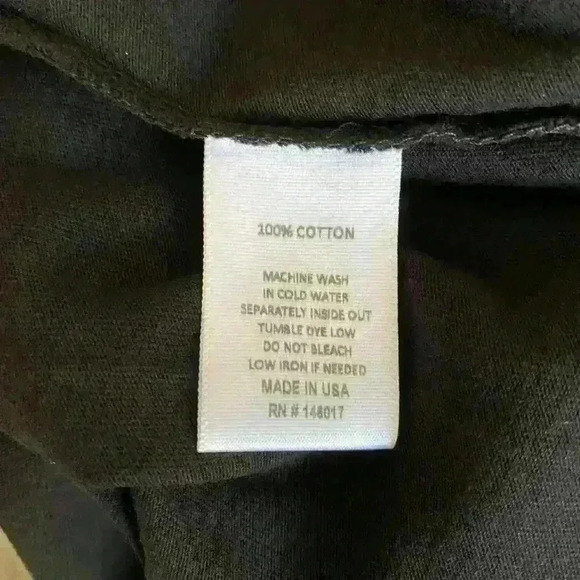 100% COTTON
MACHINE WASH
IN COLD WATER
SEPARATELY INSIDE OUT
TUMBLE DYE LOW
DO NOT BLEACH
LOW IRON IF NEEDED
MADE IN USA
RN # 148017